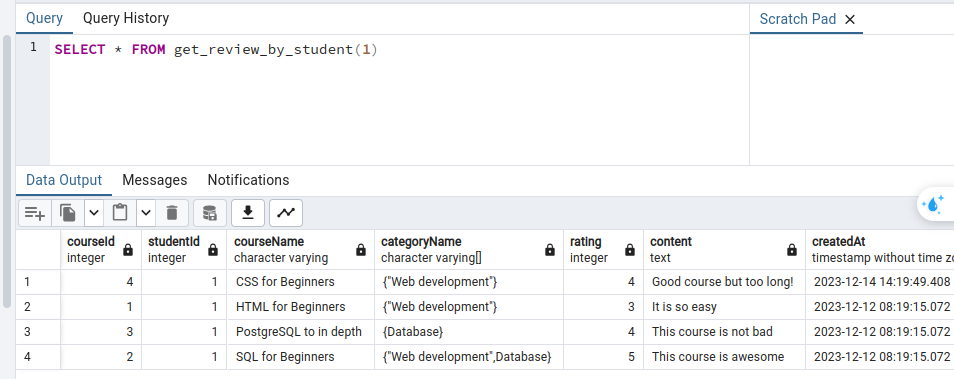 Query Query History Scratch Pad
1 SELECT * FROM get_review_by_student(1)
Data Output Messages Notifications
courseId studentId courseName categoryName rating content createdAt
integer integer character varying character varying[] integer text timestamp without time zo
1 4 1 CSS for Beginners {"Web development"} 4 Good course but too long! 2023-12-14 14:19:49.408
2 1 1 HTML for Beginners {"Web development"} 3 It is so easy 2023-12-12 08:19:15.072
3 3 1 PostgreSQL to in depth {Database} 4 This course is not bad 2023-12-12 08:19:15.072
4 2 1 SQL for Beginners {"Web development",Database} 5 This course is awesome 2023-12-12 08:19:15.072